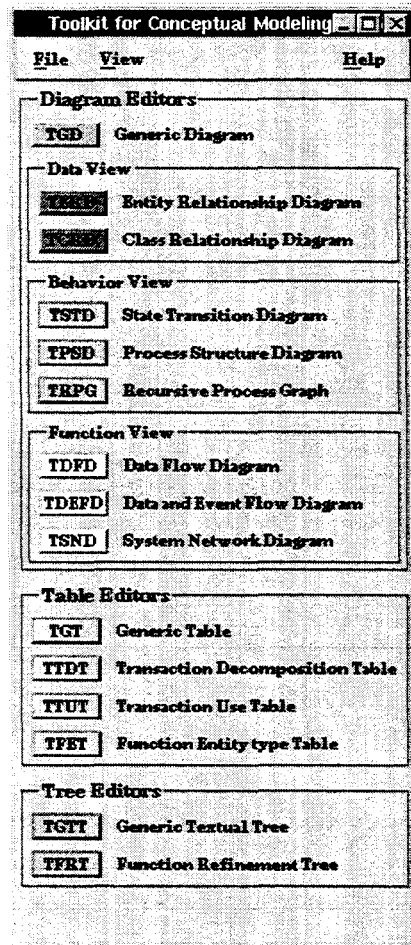 Toolkit for Conceptual Modeling
File View Help
Diagram Editors
TGD Generic Diagram
Data View
Entity Relationship Diagram
Class Relationship Diagram
Behavior View
TSTD State Transition Diagram
TPSD Process Structure Diagram
TRPG Recursive Process Graph
Function View
TDFD Data Flow Diagram
TDEFD Data and Event Flow Diagram
TSND System Network Diagram
Table Editors
TGT Generic Table
TTDT Transaction Decomposition Table
TTUT Transaction Use Table
TFET Function Entity type Table
Tree Editors
TGTT Generic Textual Tree
TFRT Function Refinement Tree